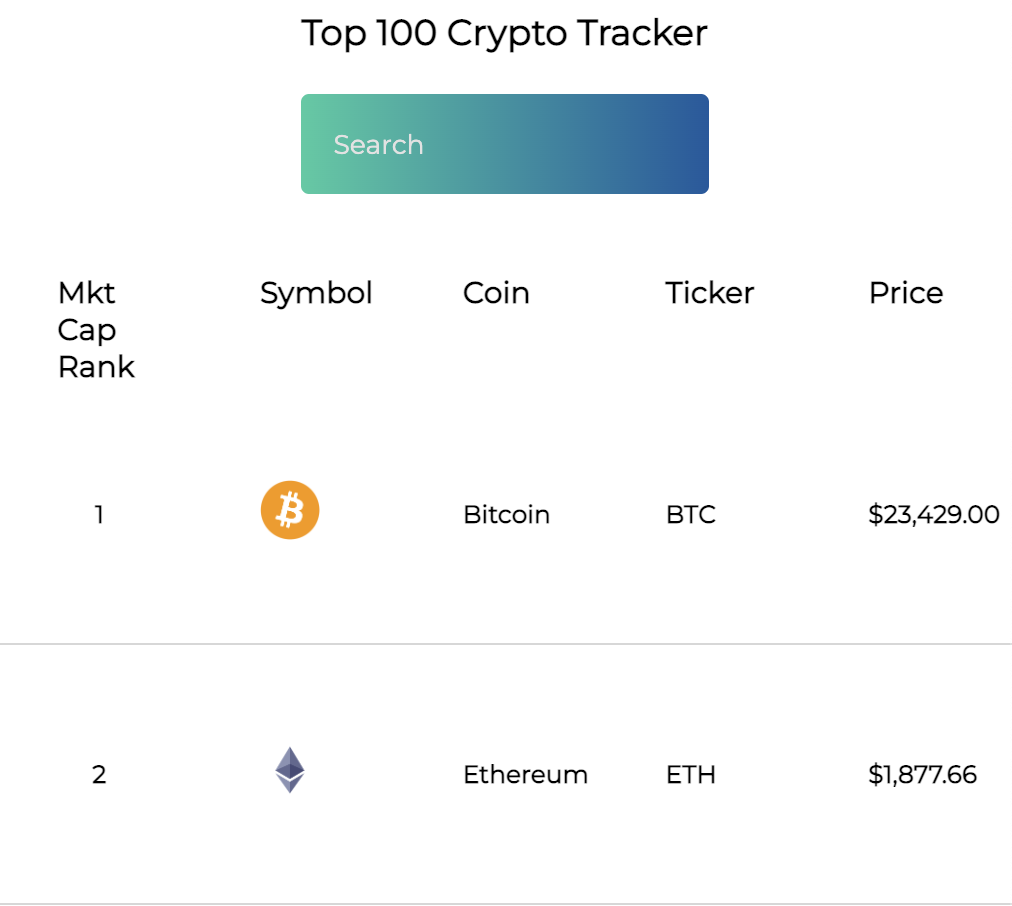 Top 100 Crypto Tracker
Search
Mkt Cap Rank Symbol Coin Ticker Price
1 Bitcoin BTC $23,429.00
2 Ethereum ETH $1,877.66